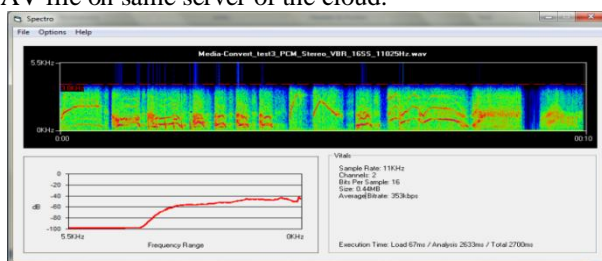 AV file on same server of the cloud.
Spectro
File Options Help
Media-Convert_test3_PCM_Stereo_VBR_16SS_11025Hz.wav
5.5KHz
0KHz
0:00
00:10
0
-20
-40
dB
-60
-80
-100
5.5KHz
0KHz
Frequency Range
Vitals
Sample Rate: 11KHz
Channels: 2
Bits Per Sample: 16
Size: 0.44MB
Average Bitrate: 353kbps
Execution Time: Load 67ms / Analysis 2633ms / Total 2700ms